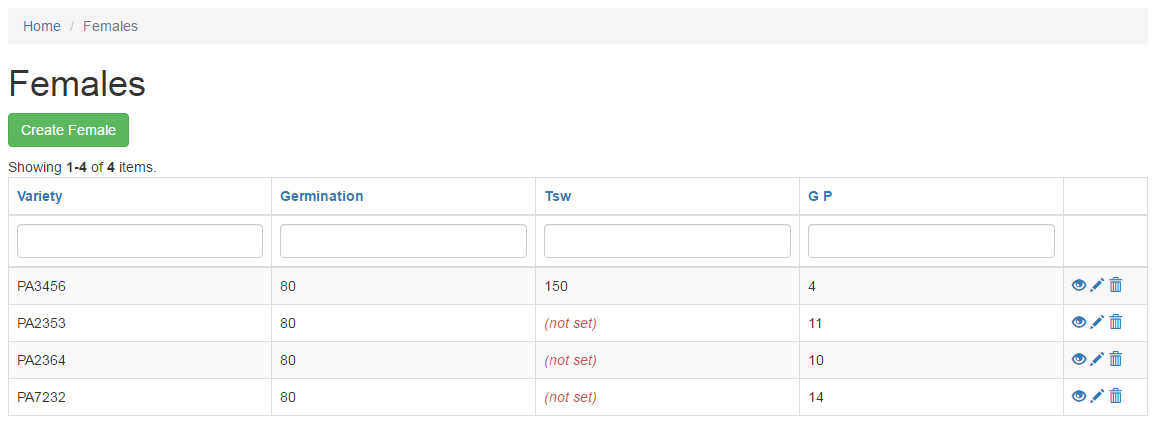 Home / Females
Females
Create Female
Showing 1-4 of 4 items.
Variety Germination Tsw G P
PA3456 80 150 4
PA2353 80 (not set) 11
PA2364 80 (not set) 10
PA7232 80 (not set) 14